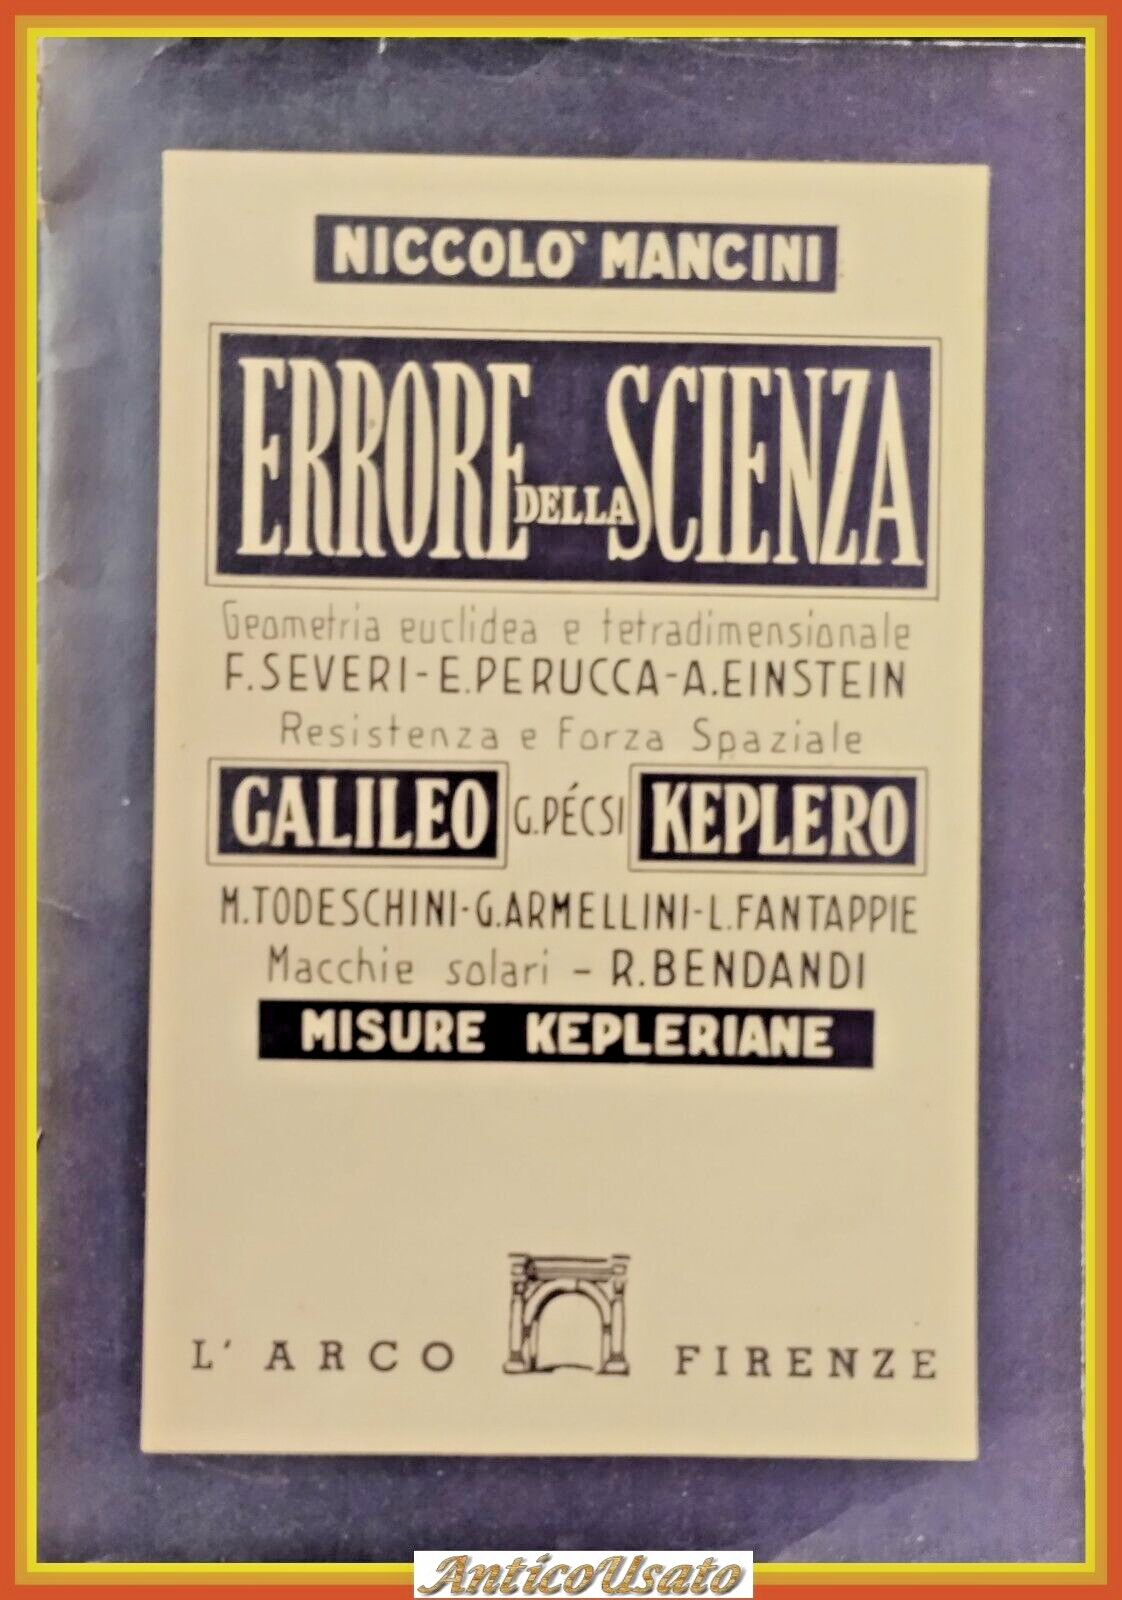 NICCOLO' MANCINI
ERRORE DELLA SCIENZA
Geometria euclidea e tetradimensionale
F. SEVERI - E. PERUCCA - A. EINSTEIN
Resistenza e Forza Spaziale
GALILEO G. PÉCSI KEPLERO
M. TODESCHINI - G. ARMELLINI - L. FANTAPPIE
Macchie solari - R. BENDANDI
MISURE KEPLERIANE
L' ARCO FIRENZE
AnticoUsato